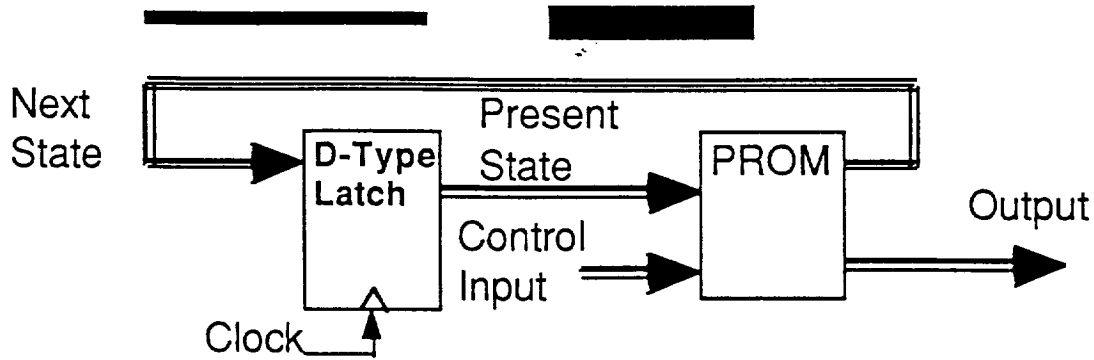 Next
State
D-Type
Latch
Present
State
Control
Input
PROM
Output
Clock